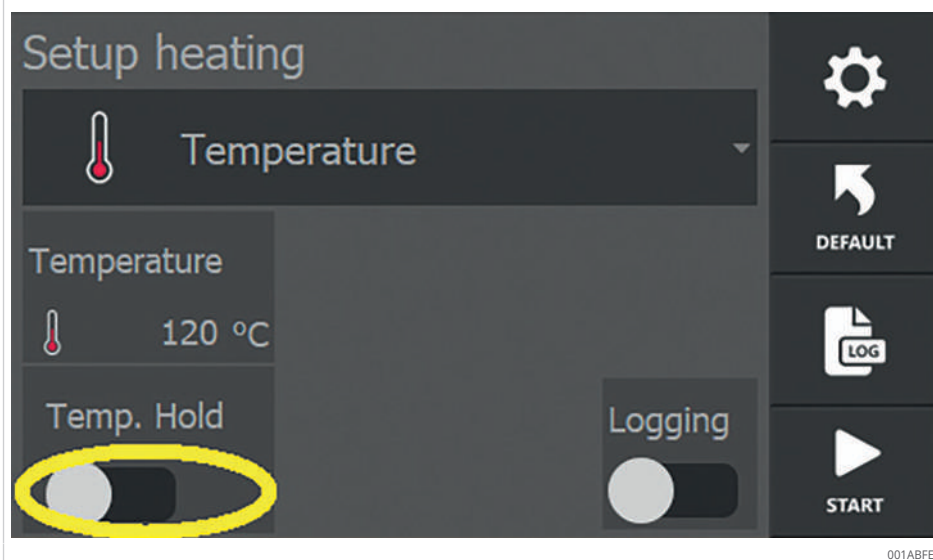 Setup heating
Temperature
Temperature
120 °C
Temp. Hold
Logging
DEFAULT
LOG
START
001ABFE